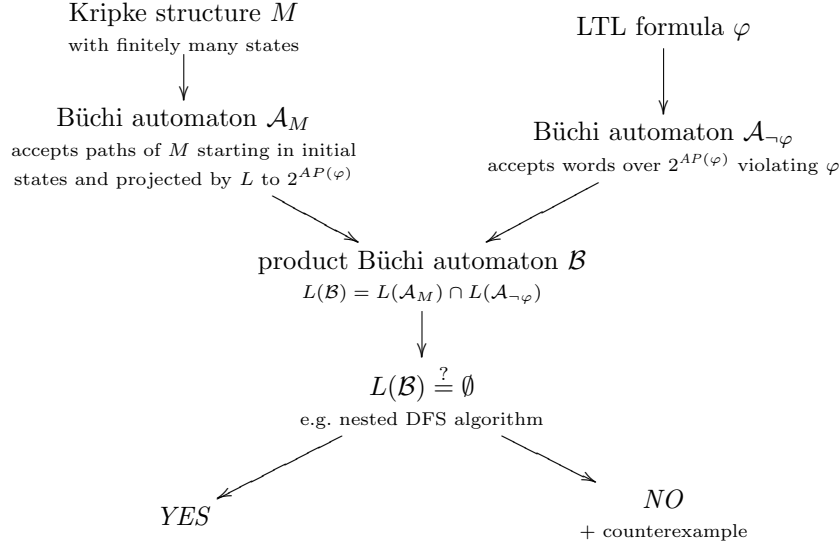 Kripke structure M
with finitely many states
LTL formula φ
Büchi automaton 𝒜_M
accepts paths of M starting in initial
states and projected by L to 2^{AP(φ)}
Büchi automaton 𝒜_{¬φ}
accepts words over 2^{AP(φ)} violating φ
product Büchi automaton ℬ
L(ℬ) = L(𝒜_M) ∩ L(𝒜_{¬φ})
L(ℬ) ≟ ∅
e.g. nested DFS algorithm
YES
NO
+ counterexample